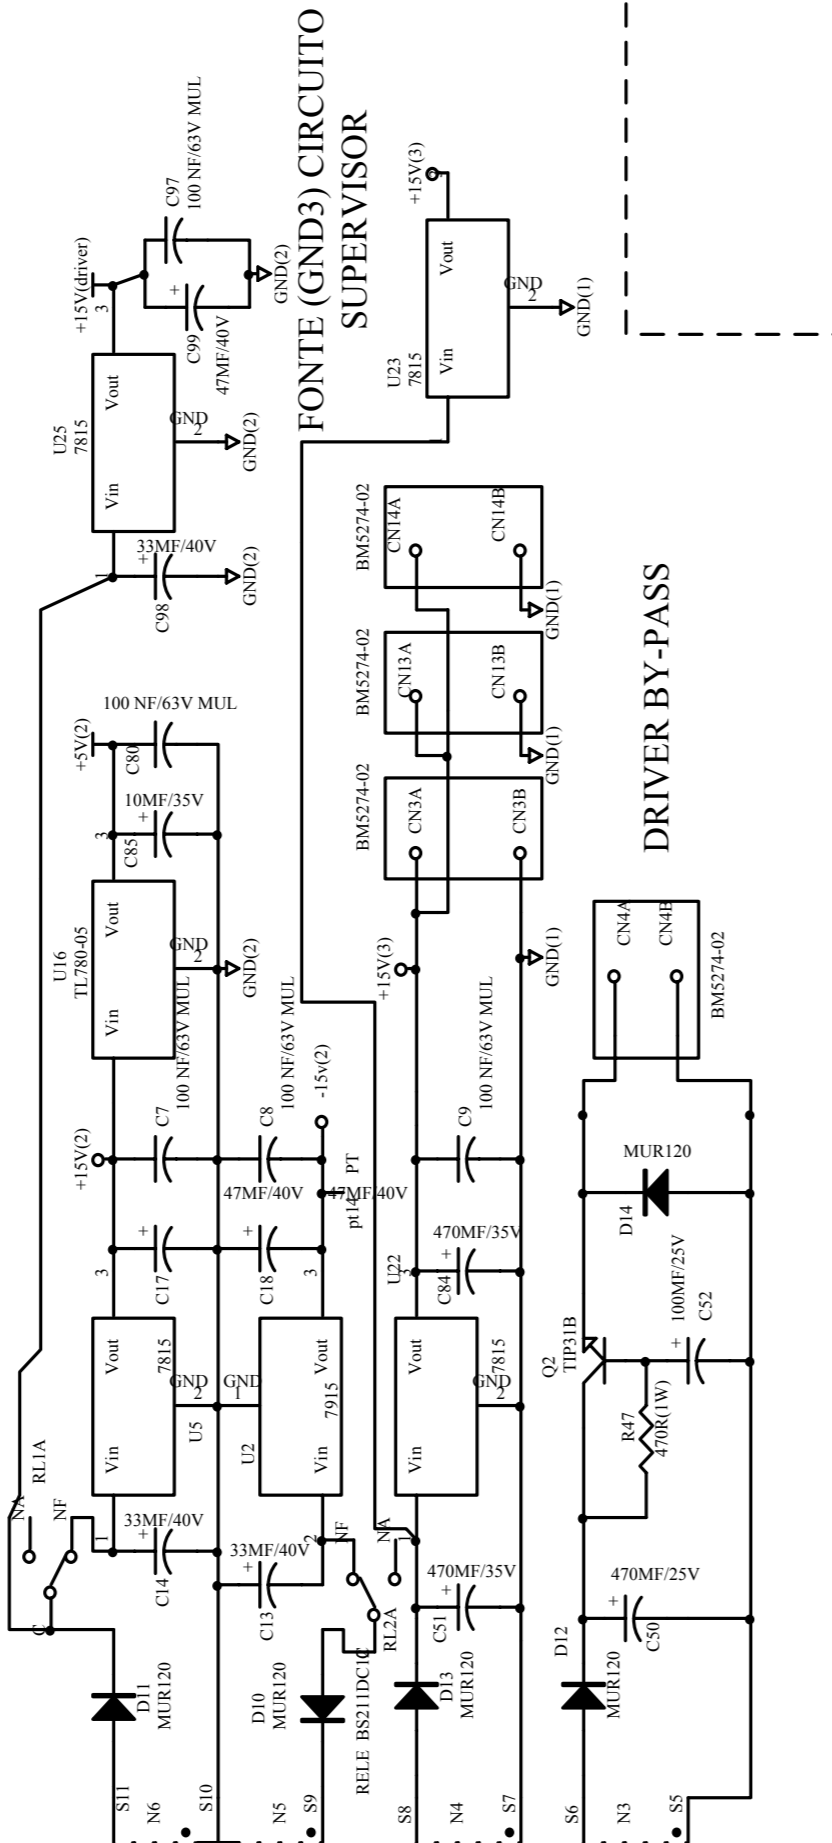 FONTE (GND3) CIRCUITO
SUPERVISOR
DRIVER BY-PASS
C97
100 NF/63V MUL
+15V(driver)
3
+
C99
47MF/40V
GND(2)
U25
7815
Vout
Vin
GND
2
GND(2)
1
33MF/40V
+
C98
GND(2)
+15V(3)
U23
7815
Vout
Vin
GND
2
GND(1)
1
BM5274-02
CN14A
CN14B
GND(1)
BM5274-02
CN13A
CN13B
GND(1)
BM5274-02
CN3A
CN3B
GND(1)
+15V(3)
100 NF/63V MUL
+5V(2)
C80
10MF/35V
+
C85
3
U16
TL780-05
Vout
Vin
GND
2
GND(2)
+15V(2)
C7
100 NF/63V MUL
C8
100 NF/63V MUL
-15v(2)
PT
pt14
47MF/40V
47MF/40V
+
C17
+
C18
3
3
U22
3
C9
100 NF/63V MUL
470MF/35V
+
C84
Vout
Vin
7815
GND
2
U5
GND
1
U2
Vout
Vin
7915
Vout
Vin
7815
GND
2
RL1A
NA
NF
C
1
33MF/40V
+
C14
33MF/40V
+
C13
2
NF
NA
C
RL2A
RELE BS211DC1C
1
470MF/35V
+
C51
D11
MUR120
D10
MUR120
D13
MUR120
D12
MUR120
470MF/25V
+
C50
R47
470R(1W)
Q2
TIP31B
100MF/25V
+
C52
MUR120
D14
CN4A
CN4B
BM5274-02
S11
N6
S10
N5
S9
S8
N4
S7
S6
N3
S5